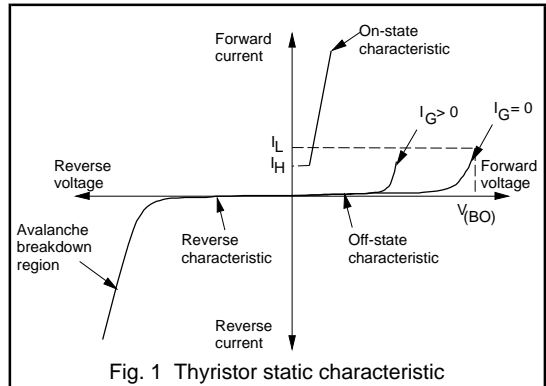 Forward
current
On-state
characteristic
I_G > 0
I_G = 0
I_L
I_H
Reverse
voltage
Forward
voltage
V_(BO)
Avalanche
breakdown
region
Reverse
characteristic
Off-state
characteristic
Reverse
current
Fig. 1 Thyristor static characteristic